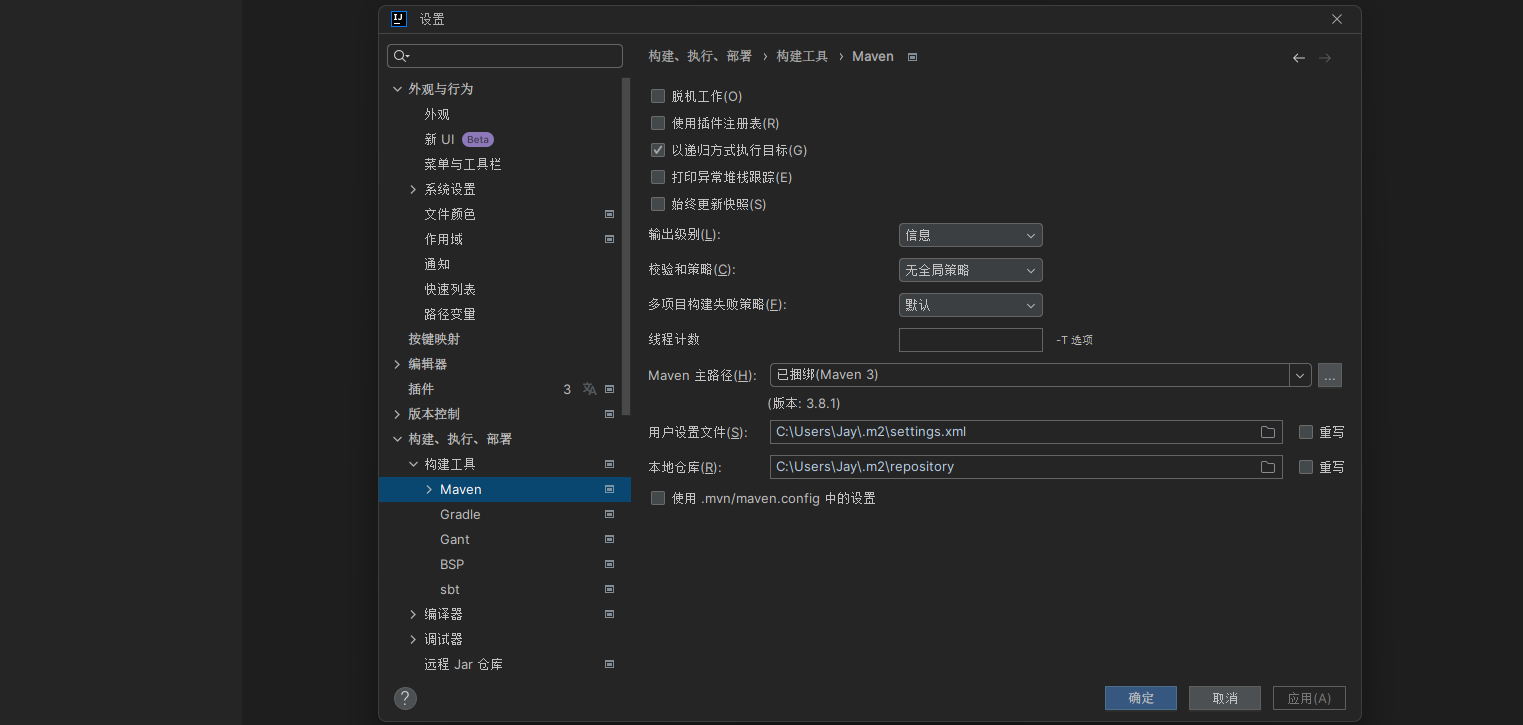 设置
外观与行为
外观
新 UI Beta
菜单与工具栏
系统设置
文件颜色
作用域
通知
快速列表
路径变量
按键映射
编辑器
插件 3
版本控制
构建、执行、部署
构建工具
Maven
Gradle
Gant
BSP
sbt
编译器
调试器
远程 Jar 仓库
?
构建、执行、部署 › 构建工具 › Maven
脱机工作(O)
使用插件注册表(R)
以递归方式执行目标(G)
打印异常堆栈跟踪(E)
始终更新快照(S)
输出级别(L): 信息
校验和策略(C): 无全局策略
多项目构建失败策略(F): 默认
线程计数 -T 选项
Maven 主路径(H): 已捆绑(Maven 3) ...
(版本: 3.8.1)
用户设置文件(S): C:\Users\Jay\.m2\settings.xml 重写
本地仓库(R): C:\Users\Jay\.m2\repository 重写
使用 .mvn/maven.config 中的设置
确定 取消 应用(A)